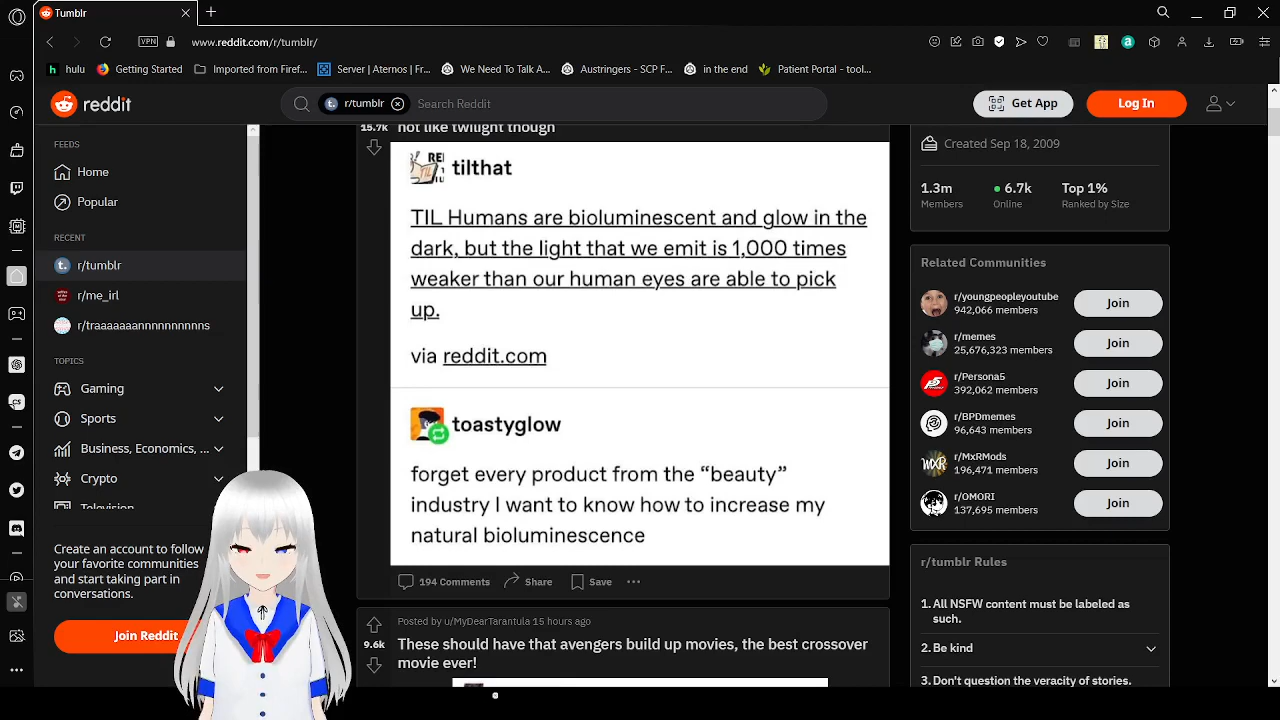 Tumblr
VPN
www.reddit.com/r/tumblr/
hulu
Getting Started
Imported from Firef...
Server | Aternos | Fr...
We Need To Talk A...
Austringers - SCP F...
in the end
Patient Portal - tool...
reddit
r/tumblr
Search Reddit
Get App
Log In
FEEDS
Home
Popular
RECENT
r/tumblr
r/me_irl
r/traaaaaaannnnnnnnns
TOPICS
Gaming
Sports
Business, Economics, ...
Crypto
Television
Create an account to follow
your favorite communities
and start taking part in
conversations.
Join Reddit
15.7k
not like twilight though
tilthat
TIL Humans are bioluminescent and glow in the
dark, but the light that we emit is 1,000 times
weaker than our human eyes are able to pick
up.
via reddit.com
toastyglow
forget every product from the “beauty”
industry I want to know how to increase my
natural bioluminescence
194 Comments
Share
Save
Posted by u/MyDearTarantula 15 hours ago
9.6k
These should have that avengers build up movies, the best crossover
movie ever!
Created Sep 18, 2009
1.3m
6.7k
Top 1%
Members
Online
Ranked by Size
Related Communities
r/youngpeopleyoutube
942,066 members
Join
r/memes
25,676,323 members
Join
r/Persona5
392,062 members
Join
r/BPDmemes
96,643 members
Join
r/MxRMods
196,471 members
Join
r/OMORI
137,695 members
Join
r/tumblr Rules
1. All NSFW content must be labeled as
such.
2. Be kind
3. Don't question the veracity of stories.